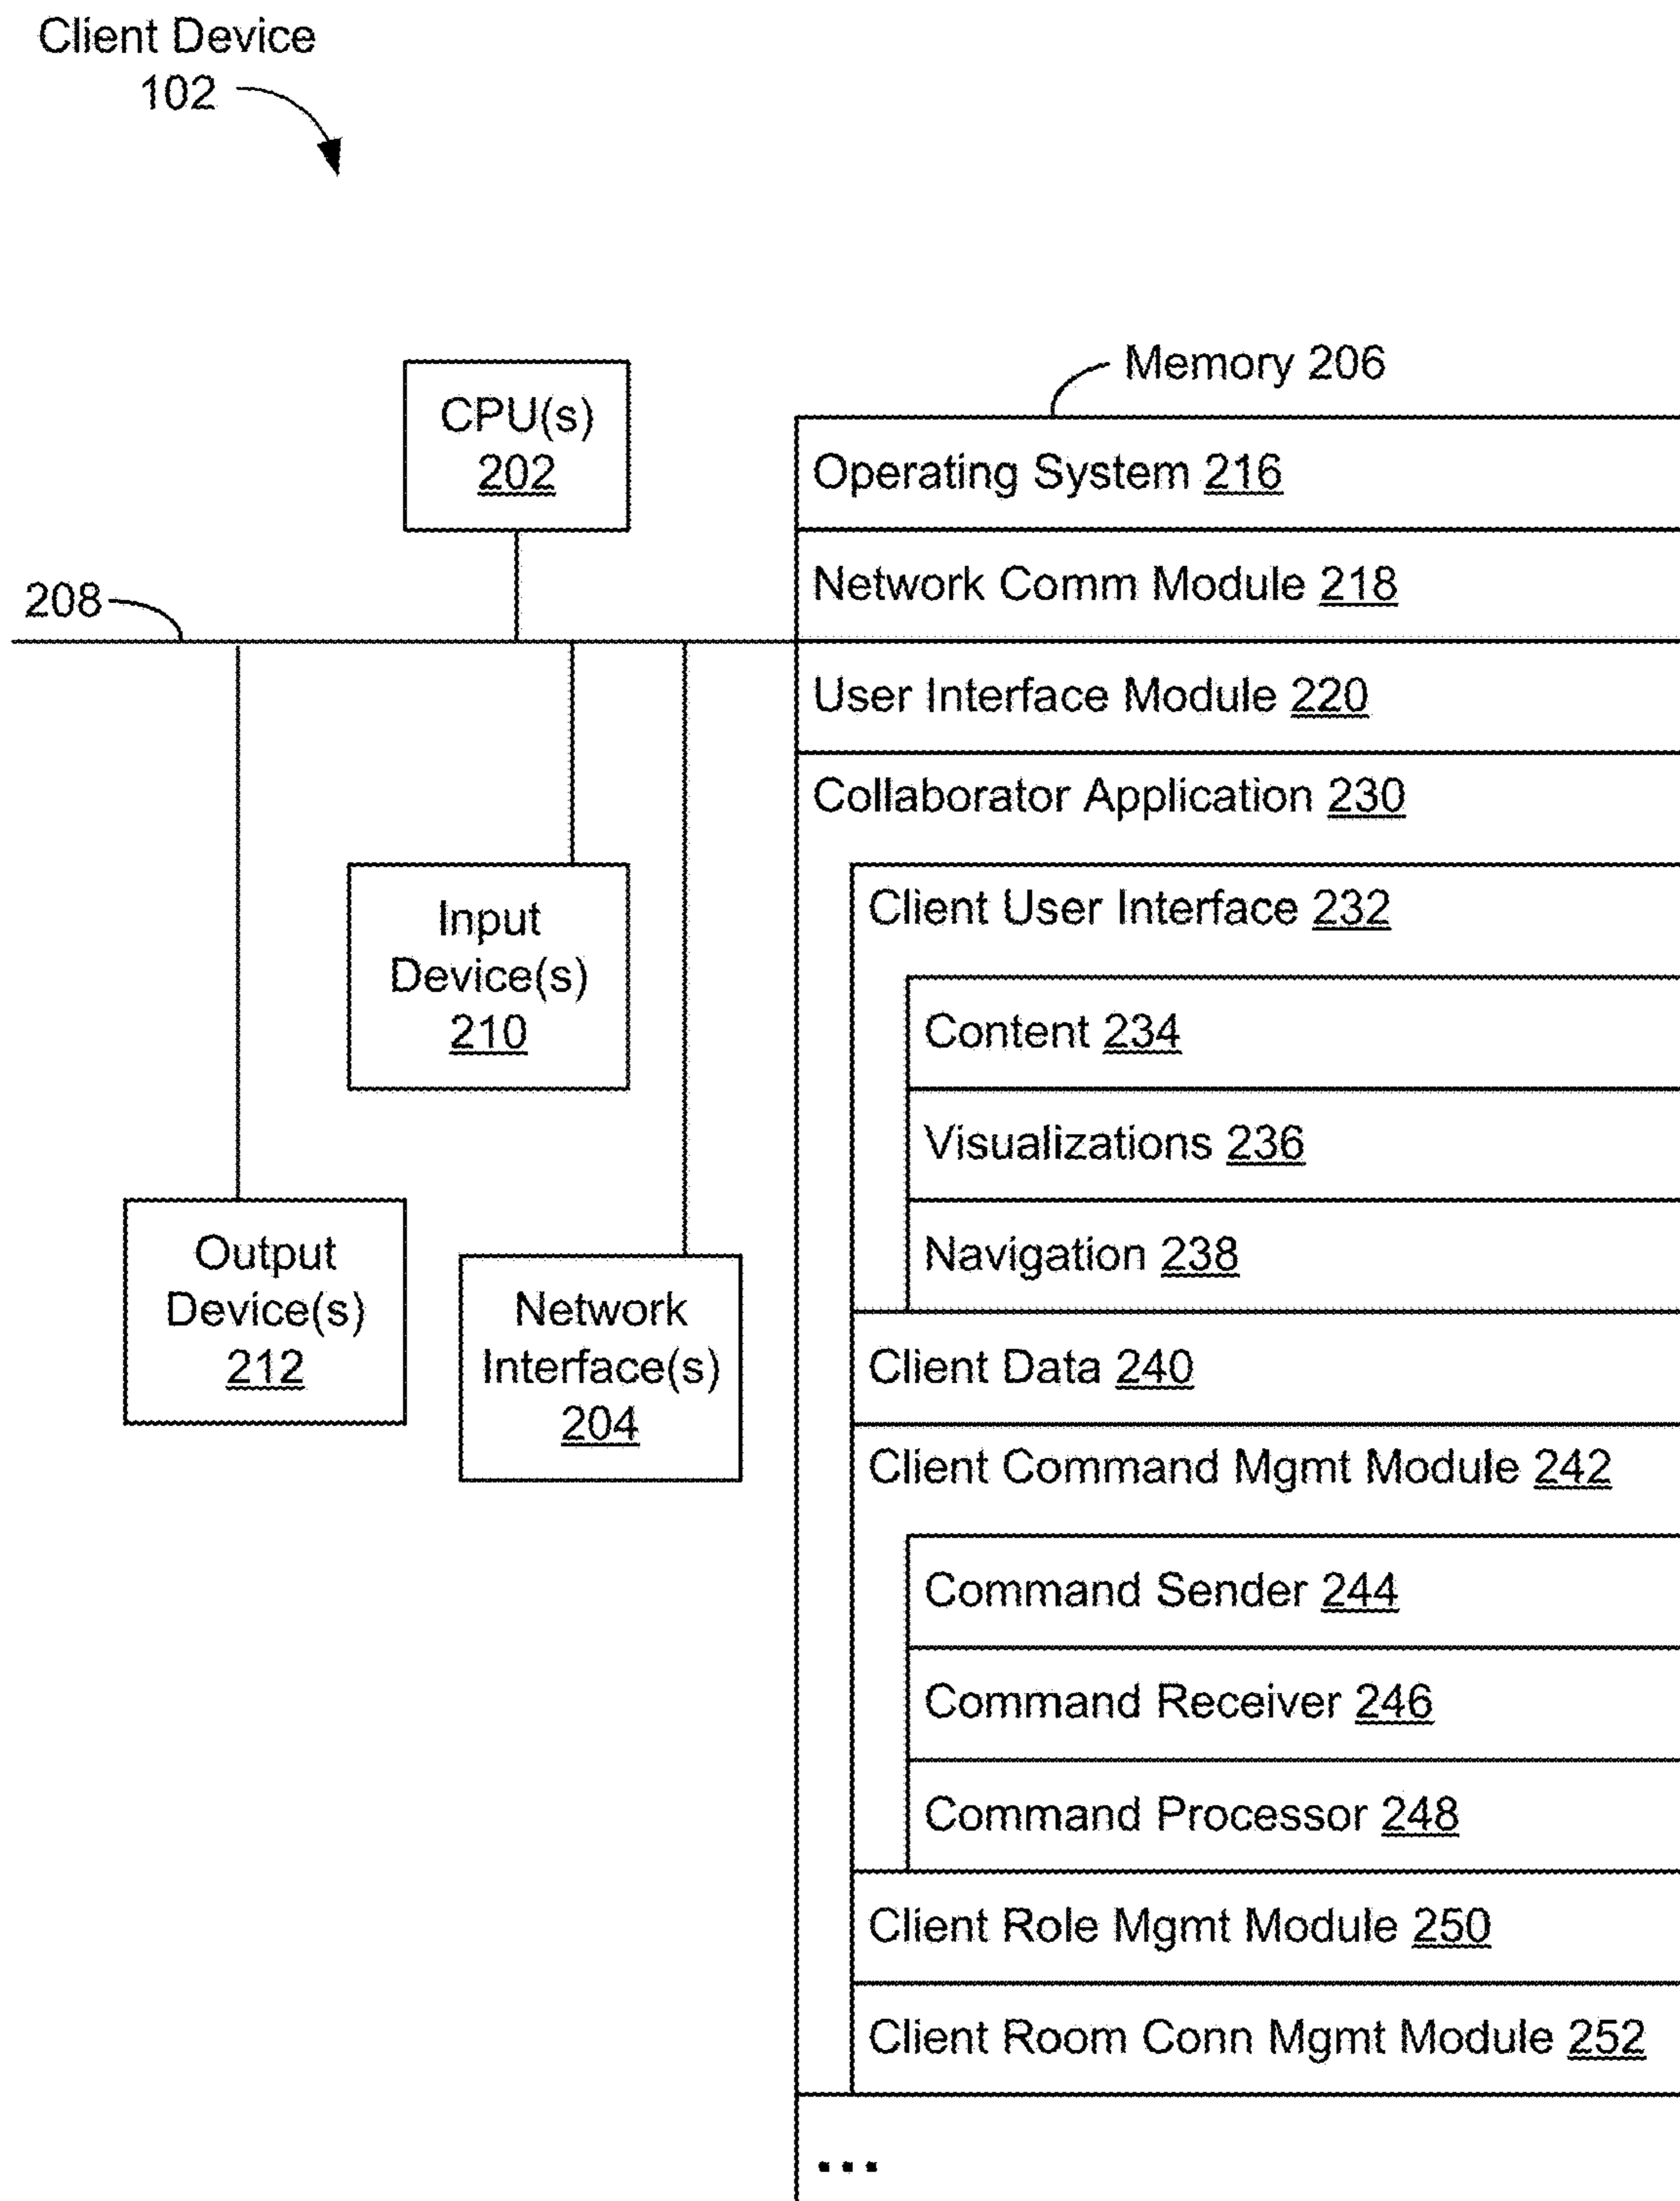 Client Device
102
Memory 206
CPU(s)
202
Operating System 216
Network Comm Module 218
208
User Interface Module 220
Collaborator Application 230
Input
Device(s)
210
Client User Interface 232
Content 234
Visualizations 236
Navigation 238
Output
Device(s)
212
Network
Interface(s)
204
Client Data 240
Client Command Mgmt Module 242
Command Sender 244
Command Receiver 246
Command Processor 248
Client Role Mgmt Module 250
Client Room Conn Mgmt Module 252
...